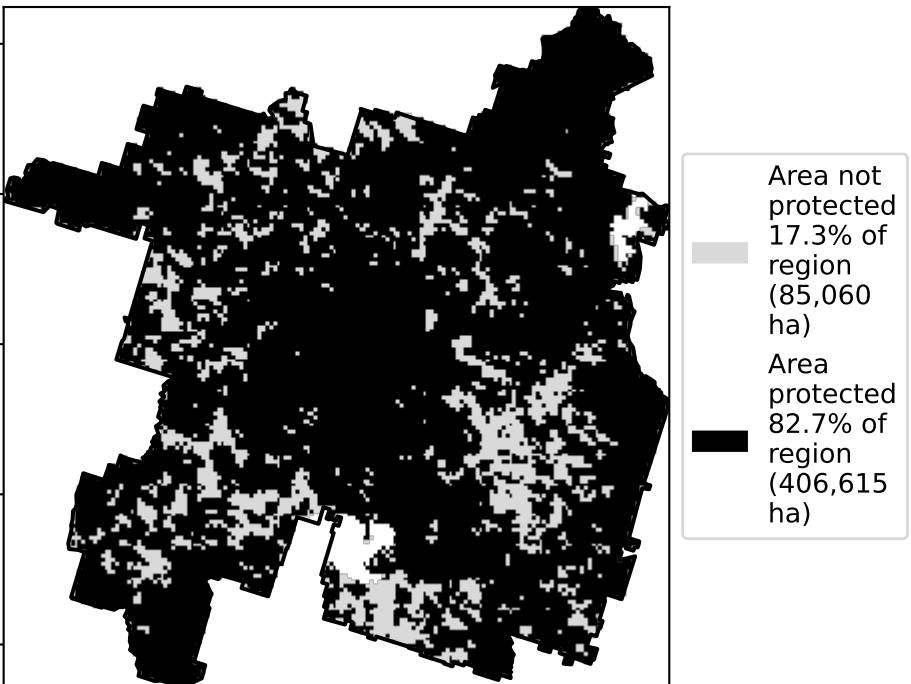 Area not
protected
17.3% of
region
(85,060
ha)
Area
protected
82.7% of
region
(406,615
ha)